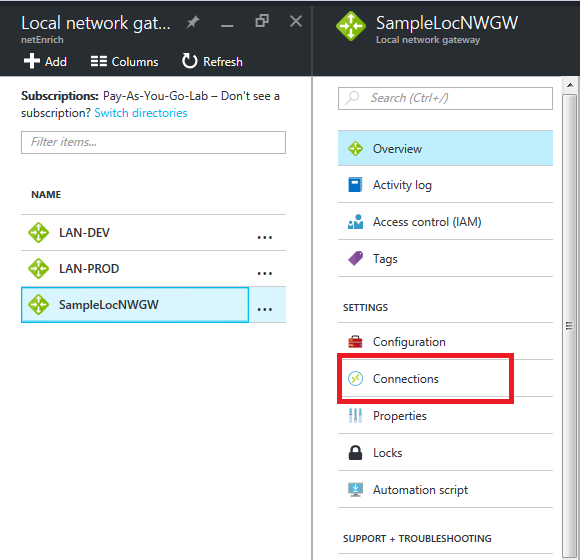 Local network gat...
netEnrich
Add
Columns
Refresh
Subscriptions: Pay-As-You-Go-Lab – Don't see a
subscription? Switch directories
Filter items...
NAME
LAN-DEV
...
LAN-PROD
...
SampleLocNWGW
...
SampleLocNWGW
Local network gateway
Search (Ctrl+/)
Overview
Activity log
Access control (IAM)
Tags
SETTINGS
Configuration
Connections
Properties
Locks
Automation script
SUPPORT + TROUBLESHOOTING